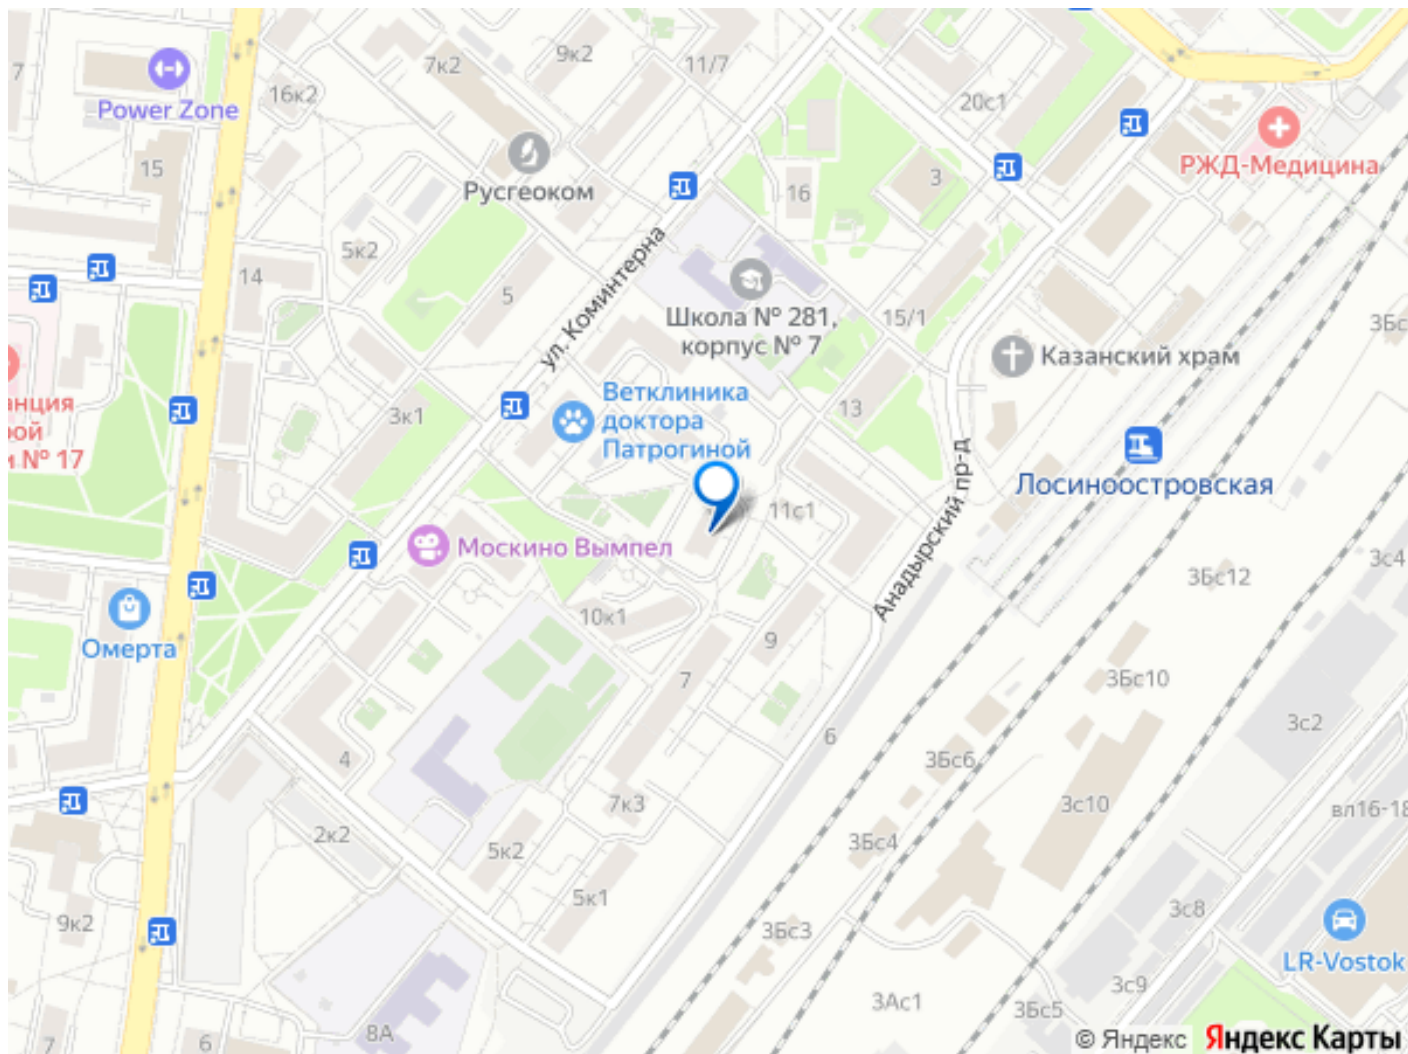 9к2
7к2
11/7
7
16к2
Power Zone
20с1
15
РЖД-Медицина
Русгеоком
16
3
5к2
14
5
ул. Коминтерна
Школа № 281,
корпус № 7
15/1
3Бс
Казанский храм
анция
рой
и № 17
3к1
Ветклиника
доктора
Патрогиной
13
Лосиноостровская
11с1
Анадырский пр-д
Москино Вымпел
3с4
3Бс12
10к1
Омерта
9
7
3Бс10
3с2
6
4
3Бс6
7к3
3с10
вл16-18
2к2
5к2
3Бс4
5к1
9к2
3с8
3Бс3
LR-Vostok
3с9
3Ас1
3Бс5
8А
6
7
© Яндекс Яндекс Карты